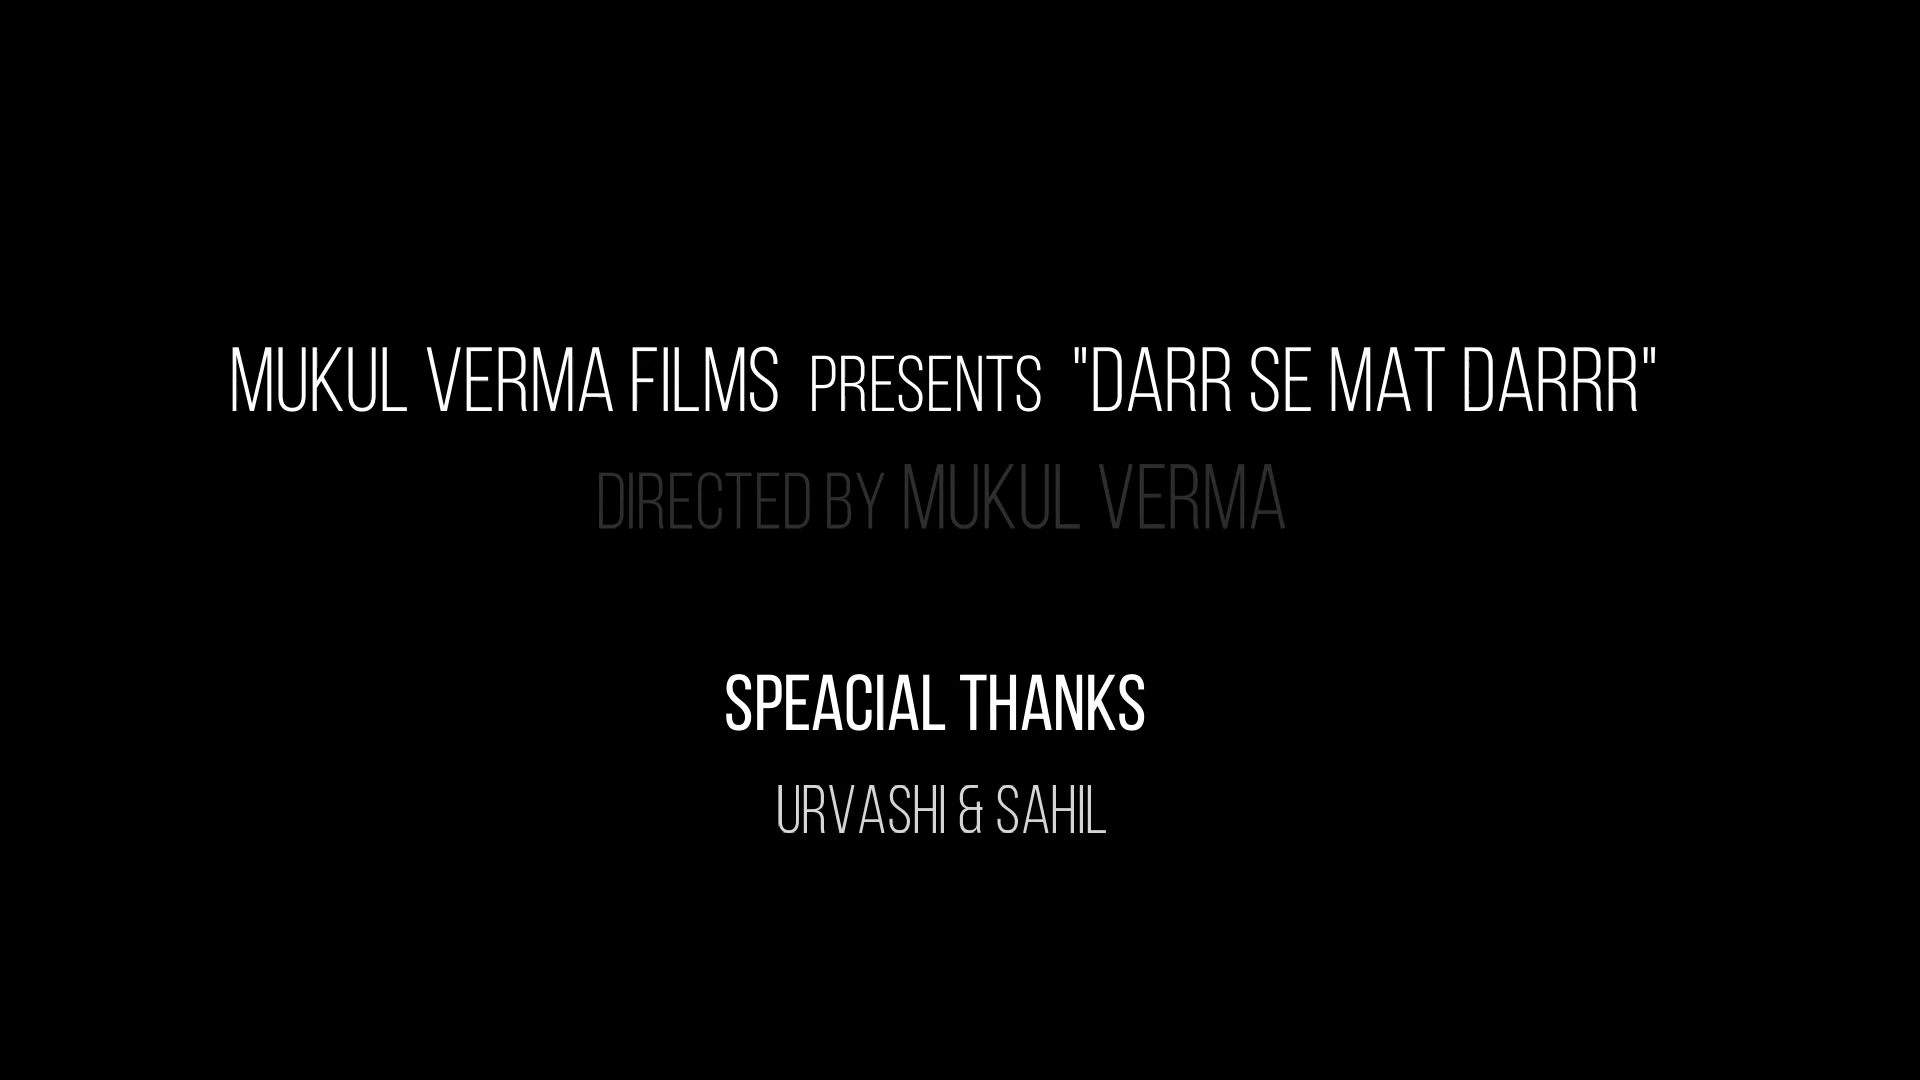 MUKUL VERMA FILMS PRESENTS "DARR SE MAT DARRR"
DIRECTED BY MUKUL VERMA
SPEACIAL THANKS
URVASHI & SAHIL